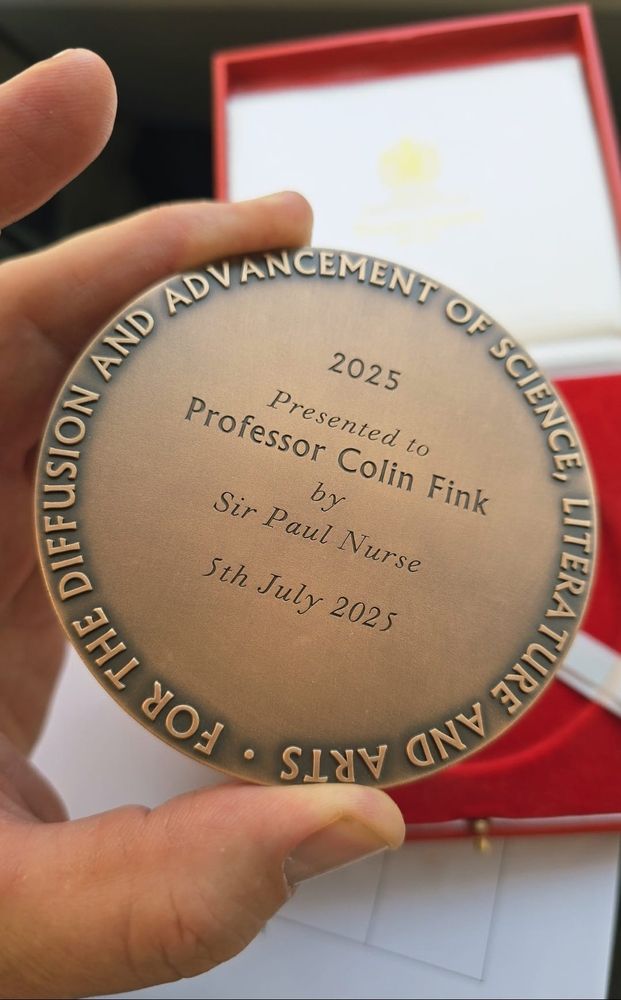 FOR THE DIFFUSION AND ADVANCEMENT OF SCIENCE, LITERATURE AND ARTS •
2025
Presented to
Professor Colin Fink
by
Sir Paul Nurse
5th July 2025